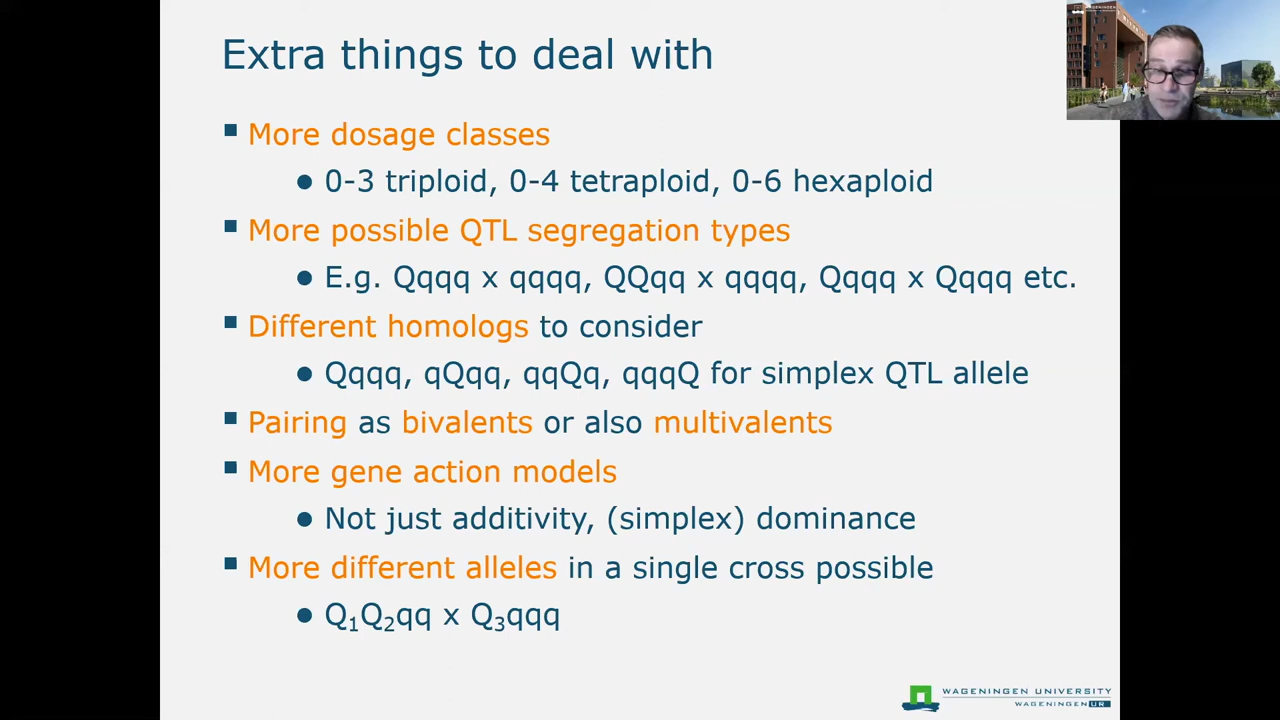 Extra things to deal with
More dosage classes
0-3 triploid, 0-4 tetraploid, 0-6 hexaploid
More possible QTL segregation types
E.g. Qqqq x qqqq, QQqq x qqqq, Qqqq x Qqqq etc.
Different homologs to consider
Qqqq, qQqq, qqQq, qqqQ for simplex QTL allele
Pairing as bivalents or also multivalents
More gene action models
Not just additivity, (simplex) dominance
More different alleles in a single cross possible
Q₁Q₂qq x Q₃qqq
WAGENINGEN UNIVERSITY
WAGENINGEN UR